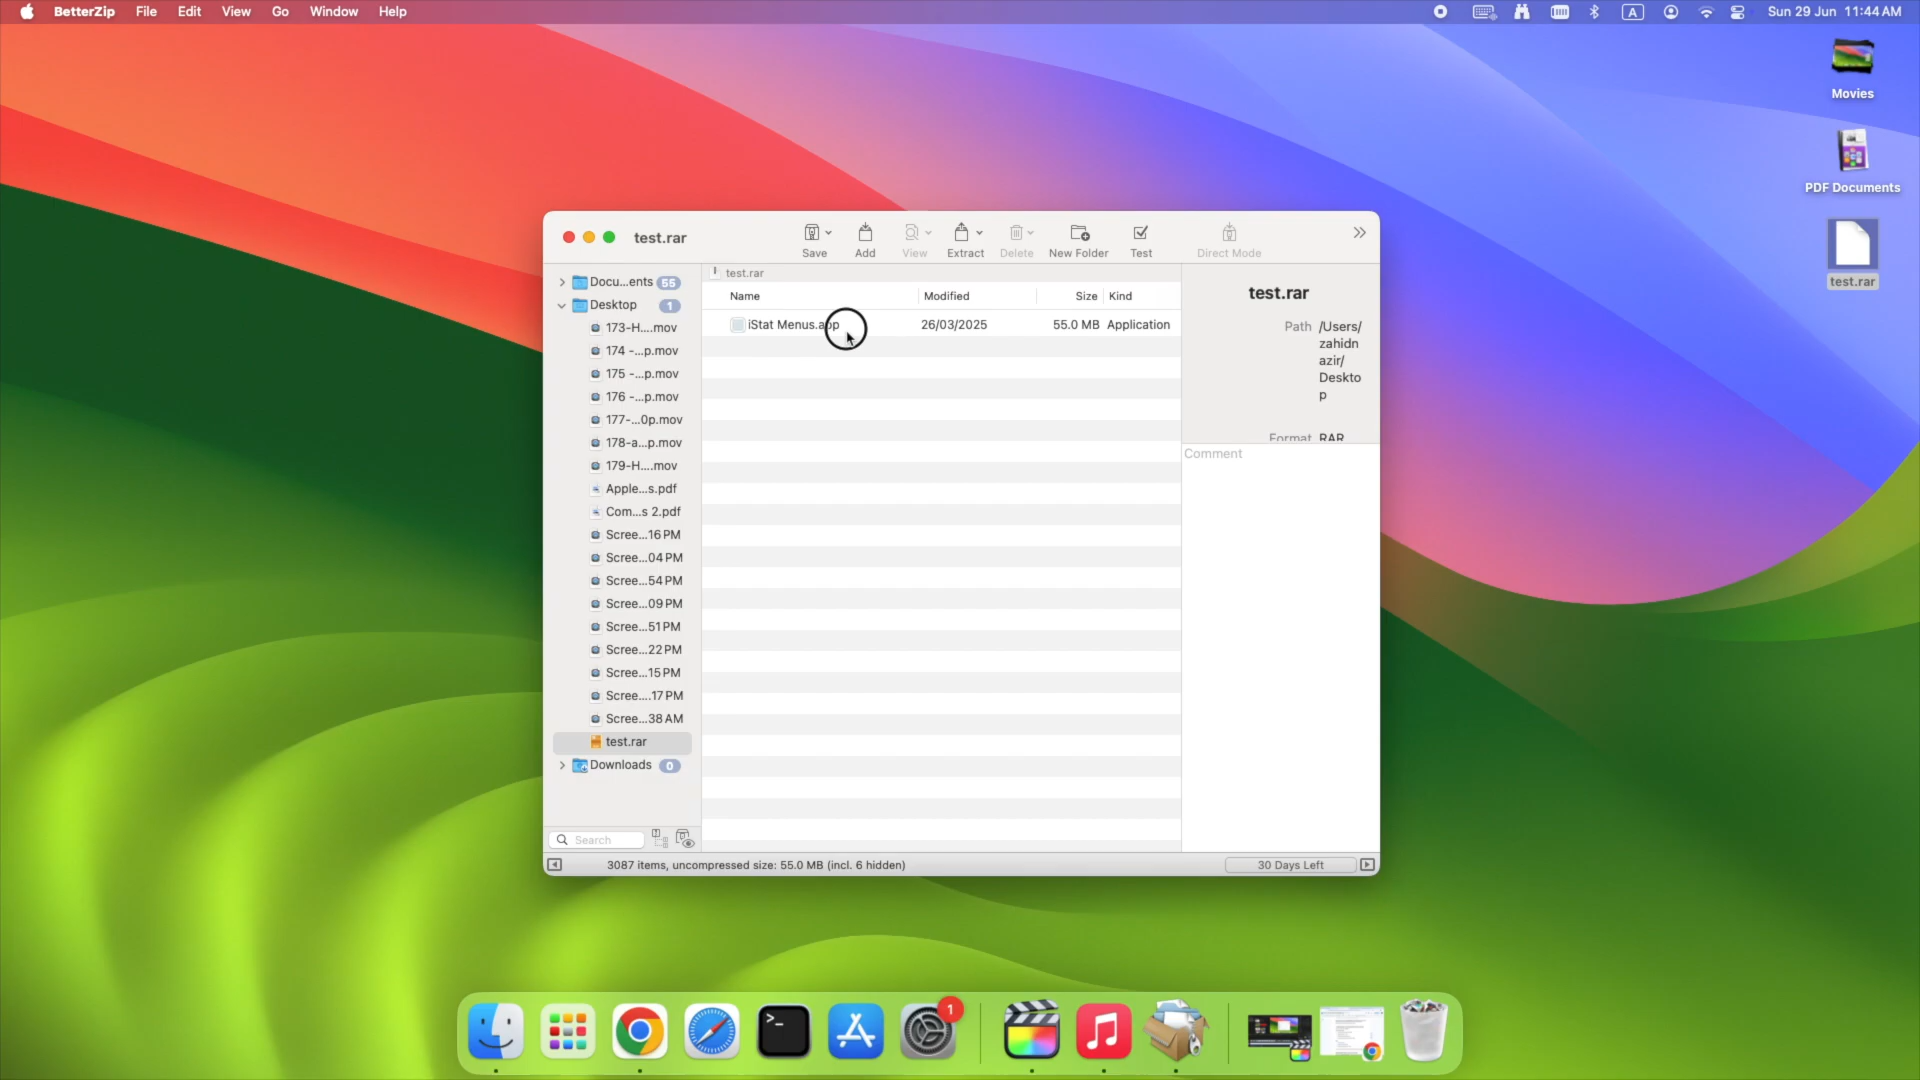 BetterZip File Edit View Go Window Help
A Sun 29 Jun 11:44 AM
Movies
PDF Documents
test.rar
test.rar
Save Add View Extract Delete New Folder Test Direct Mode
Docu...ents 55
Desktop 1
173-H....mov
174 -...p.mov
175 -...p.mov
176 -...p.mov
177-...0p.mov
178-a...p.mov
179-H....mov
Apple...s.pdf
Com...s 2.pdf
Scree...16 PM
Scree...04 PM
Scree...54 PM
Scree...09 PM
Scree...51 PM
Scree...22 PM
Scree...15 PM
Scree....17 PM
Scree...38 AM
test.rar
Downloads 0
Search
test.rar
Name Modified Size Kind
iStat Menus.app 26/03/2025 55.0 MB Application
test.rar
Path /Users/
zahidn
azir/
Deskto
p
Format RAR
Comment
3087 items, uncompressed size: 55.0 MB (incl. 6 hidden)
30 Days Left
>_
1